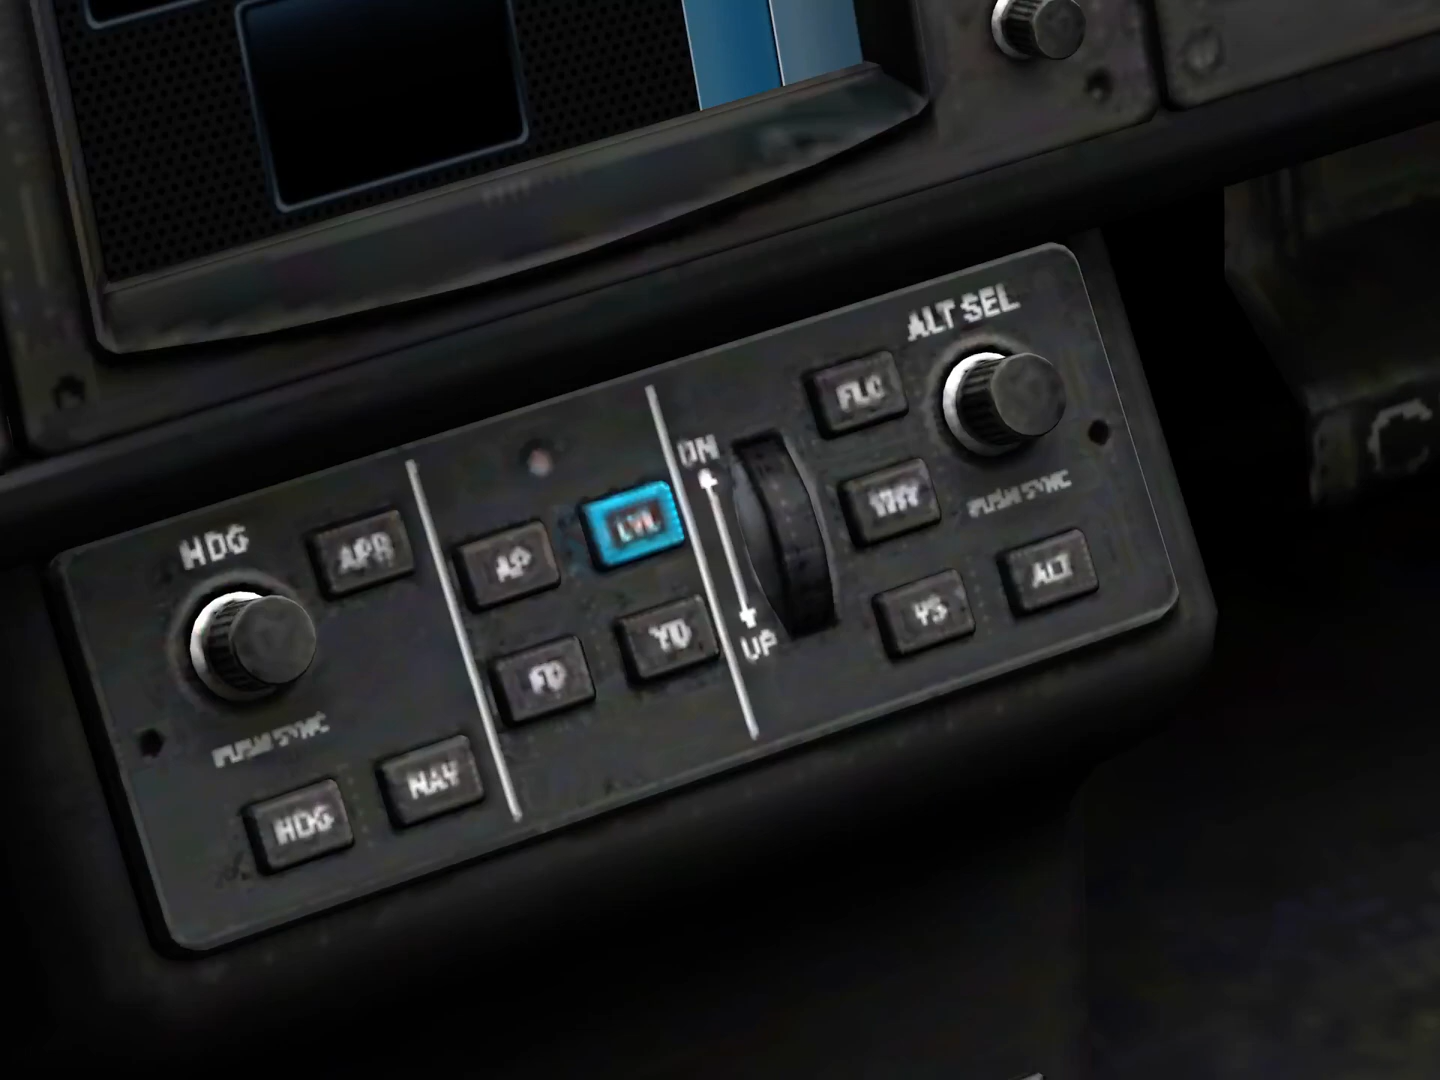 ALT SEL
FLC
DN
HDG
APR
AP
LVL
PUSH SYNC
ALT
VS
YD
UP
FD
PUSH SYNC
NAV
HDG